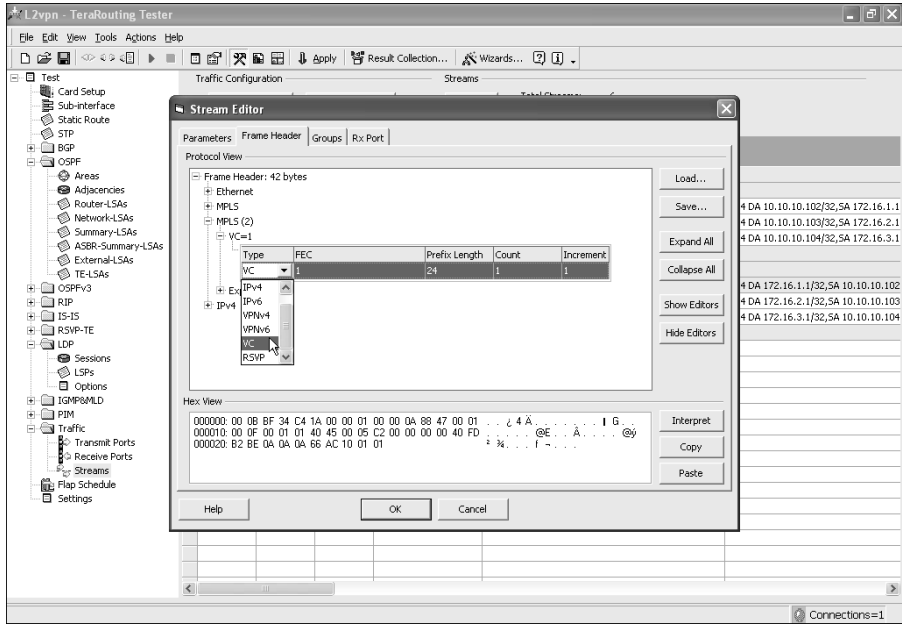 L2vpn - TeraRouting Tester
File Edit View Tools Actions Help
Apply Result Collection... Wizards...
Test
Card Setup
Sub-interface
Static Route
STP
BGP
OSPF
Areas
Adjacencies
Router-LSAs
Network-LSAs
Summary-LSAs
ASBR-Summary-LSAs
External-LSAs
TE-LSAs
OSPFv3
RIP
IS-IS
RSVP-TE
LDP
Sessions
LSPs
Options
IGMP&MLD
PIM
Traffic
Transmit Ports
Receive Ports
Streams
Flap Schedule
Settings
Traffic Configuration Streams
Total Streams:
Stream Editor
Parameters Frame Header Groups Rx Port
Protocol View
Frame Header: 42 bytes
Ethernet
MPLS
MPLS (2)
VC=1
Type FEC Prefix Length Count Increment
VC 1 24 1 1
IPv4
IPv6
VPNv4
VPNv6
VC
RSVP
IPv4
Load...
Save...
Expand All
Collapse All
Show Editors
Hide Editors
Hex View
000000: 00 0B BF 34 C4 1A 00 00 01 00 00 0A 88 47 00 01 . . ¿ 4 Ä . . . . . . . . G . .
000010: 00 0F 00 01 01 40 45 00 05 C2 00 00 00 00 40 FD . . . . . @E . . Â . . . . @ý
000020: B2 BE 0A 0A 0A 66 AC 10 01 01 ² ¾ . . . f ¬ . . .
Interpret
Copy
Paste
Help OK Cancel
4 DA 10.10.10.102/32,SA 172.16.1.1
4 DA 10.10.10.103/32,SA 172.16.2.1
4 DA 10.10.10.104/32,SA 172.16.3.1
4 DA 172.16.1.1/32,SA 10.10.10.102
4 DA 172.16.2.1/32,SA 10.10.10.103
4 DA 172.16.3.1/32,SA 10.10.10.104
Connections=1